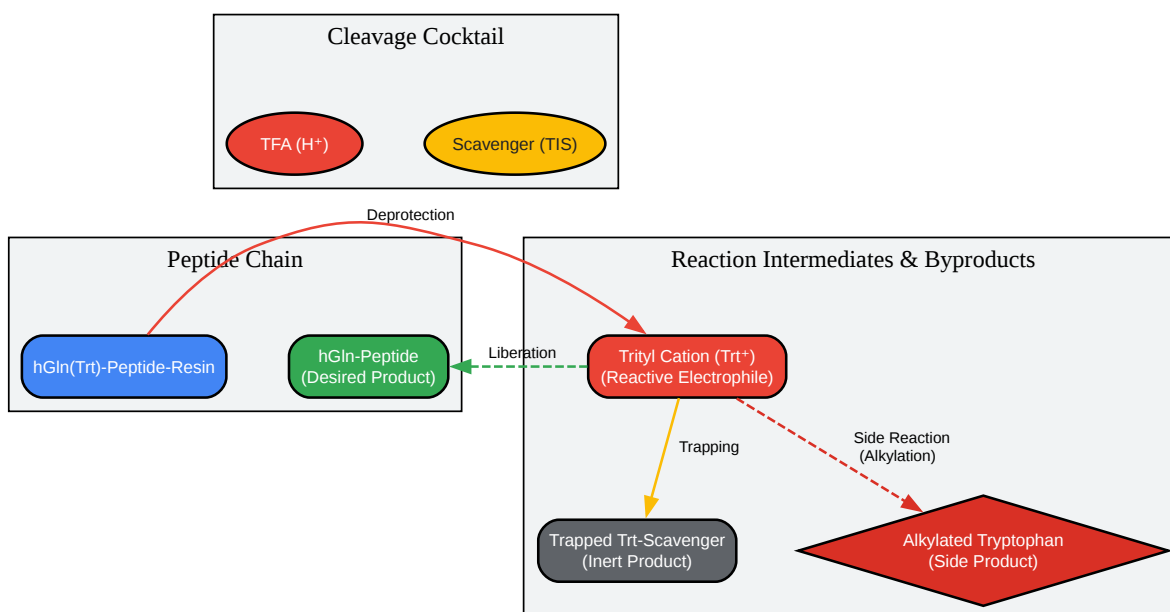 Cleavage Cocktail
TFA (H⁺)
Scavenger (TIS)
Deprotection
Peptide Chain
Reaction Intermediates & Byproducts
hGln(Trt)-Peptide-Resin
hGln-Peptide
(Desired Product)
Liberation
Trityl Cation (Trt⁺)
(Reactive Electrophile)
Trapping
Side Reaction
(Alkylation)
Trapped Trt-Scavenger
(Inert Product)
Alkylated Tryptophan
(Side Product)